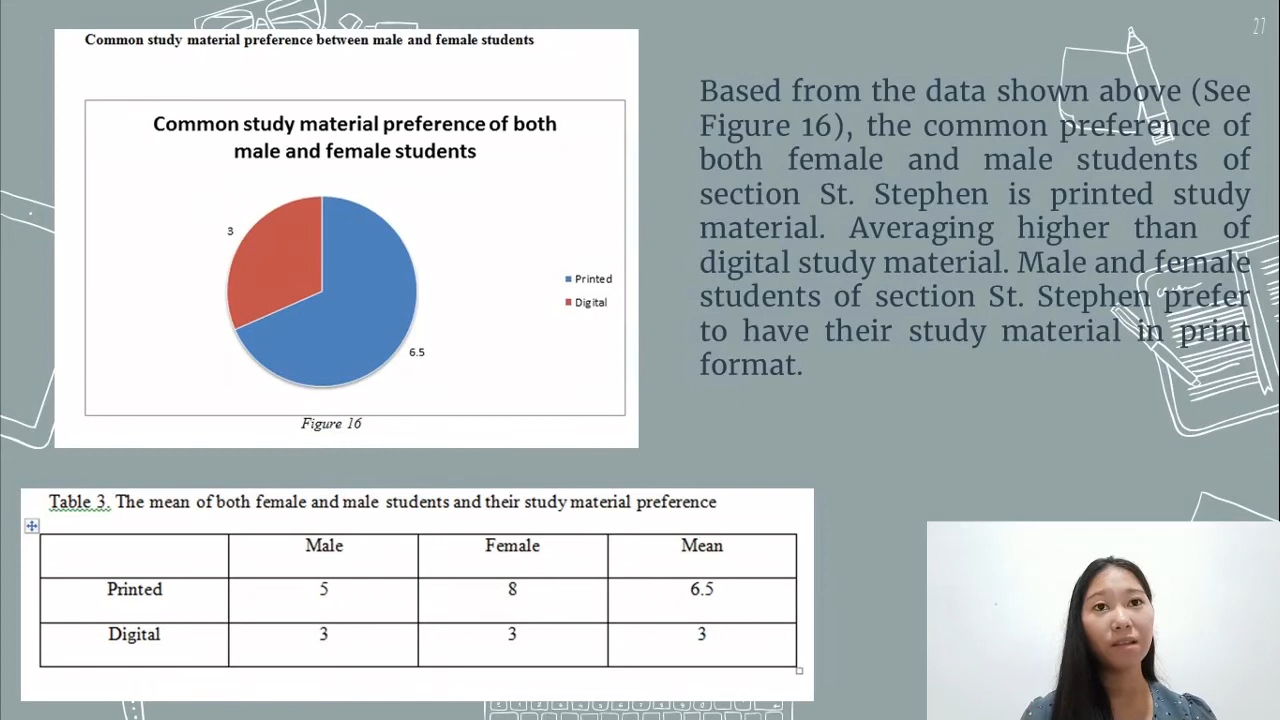 27
Common study material preference between male and female students
Common study material preference of both
male and female students
3
6.5
Printed
Digital
Figure 16
Based from the data shown above (See
Figure 16), the common preference of
both female and male students of
section St. Stephen is printed study
material. Averaging higher than of
digital study material. Male and female
students of section St. Stephen prefer
to have their study material in print
format.
Table 3. The mean of both female and male students and their study material preference
Male Female Mean
Printed 5 8 6.5
Digital 3 3 3